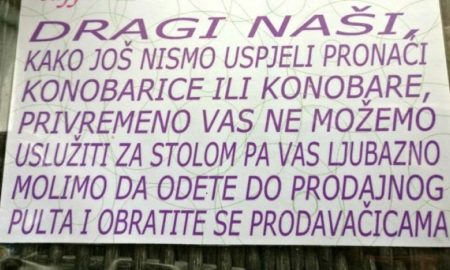 DRAGI NAŠI,
KAKO JOŠ NISMO USPJELI PRONAĆI
KONOBARICE ILI KONOBARE,
PRIVREMENO VAS NE MOŽEMO
USLUŽITI ZA STOLOM PA VAS LJUBAZNO
MOLIMO DA ODETE DO PRODAJNOG
PULTA I OBRATITE SE PRODAVAČICAMA